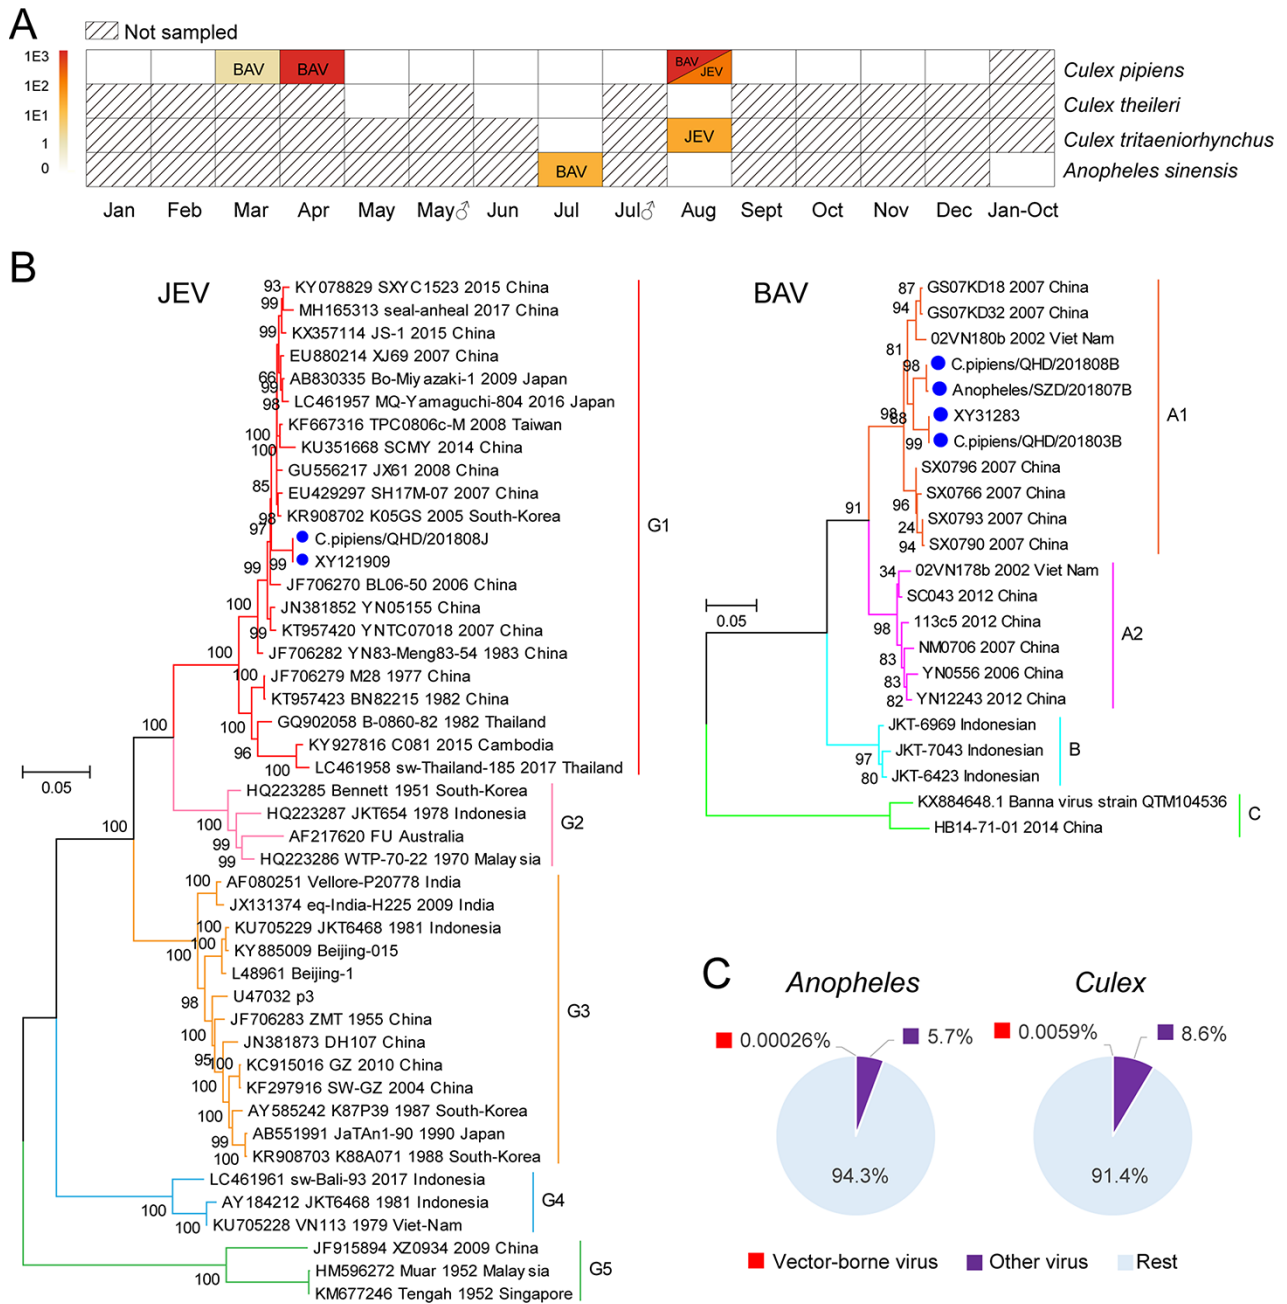 A
Not sampled
1E3
1E2
1E1
1
0
BAV
BAV
BAV
JEV
Culex pipiens
Culex theileri
JEV
Culex tritaeniorhynchus
BAV
Anopheles sinensis
Jan Feb Mar Apr May May♂ Jun Jul Jul♂ Aug Sept Oct Nov Dec Jan-Oct
B
JEV
93 KY078829 SXYC1523 2015 China
99 MH165313 seal-anheal 2017 China
99 KX357114 JS-1 2015 China
EU880214 XJ69 2007 China
66 AB830335 Bo-Miyazaki-1 2009 Japan
99
98 LC461957 MQ-Yamaguchi-804 2016 Japan
KF667316 TPC0806c-M 2008 Taiwan
100
100 KU351668 SCMY 2014 China
GU556217 JX61 2008 China
85 EU429297 SH17M-07 2007 China
98 KR908702 K05GS 2005 South-Korea
97
C.pipiens/QHD/201808J
99 99 XY121909
JF706270 BL06-50 2006 China
100 JN381852 YN05155 China
99 KT957420 YNTC07018 2007 China
100 JF706282 YN83-Meng83-54 1983 China
100 JF706279 M28 1977 China
KT957423 BN82215 1982 China
100 GQ902058 B-0860-82 1982 Thailand
96 KY927816 C081 2015 Cambodia
100 LC461958 sw-Thailand-185 2017 Thailand
G1
100
0.05
HQ223285 Bennett 1951 South-Korea
100 HQ223287 JKT654 1978 Indonesia
99 AF217620 FU Australia
99 HQ223286 WTP-70-22 1970 Malaysia
G2
100
100 AF080251 Vellore-P20778 India
JX131374 eq-India-H225 2009 India
100 KU705229 JKT6468 1981 Indonesia
100
100 KY885009 Beijing-015
L48961 Beijing-1
98 U47032 p3
JF706283 ZMT 1955 China
100 JN381873 DH107 China
95 100 KC915016 GZ 2010 China
100 KF297916 SW-GZ 2004 China
100 AY585242 K87P39 1987 South-Korea
99 AB551991 JaTAn1-90 1990 Japan
100 KR908703 K88A071 1988 South-Korea
G3
LC461961 sw-Bali-93 2017 Indonesia
100 AY184212 JKT6468 1981 Indonesia
100 KU705228 VN113 1979 Viet-Nam
G4
JF915894 XZ0934 2009 China
100 HM596272 Muar 1952 Malaysia
KM677246 Tengah 1952 Singapore
G5
BAV
87 GS07KD18 2007 China
94 GS07KD32 2007 China
02VN180b 2002 Viet Nam
81
98 C.pipiens/QHD/201808B
Anopheles/SZD/201807B
98 88 XY31283
99 C.pipiens/QHD/201803B
SX0796 2007 China
SX0766 2007 China
96
24 SX0793 2007 China
94 SX0790 2007 China
A1
91
34 02VN178b 2002 Viet Nam
SC043 2012 China
98 113c5 2012 China
83 NM0706 2007 China
83 YN0556 2006 China
82 YN12243 2012 China
A2
0.05
JKT-6969 Indonesian
97 JKT-7043 Indonesian
80 JKT-6423 Indonesian
B
KX884648.1 Banna virus strain QTM104536
HB14-71-01 2014 China
C
C
Anopheles
0.00026%
5.7%
94.3%
Culex
0.0059%
8.6%
91.4%
Vector-borne virus
Other virus
Rest